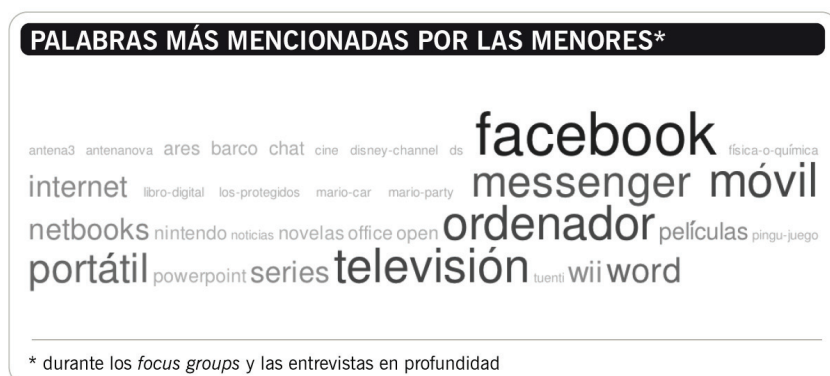 PALABRAS MÁS MENCIONADAS POR LAS MENORES*
antena3 antenanova ares barco chat cine disney-channel ds facebook física-o-química
internet libro-digital los-protegidos mario-car mario-party messenger móvil
netbooks nintendo noticias novelas office open ordenador películas pingu-juego
portátil powerpoint series televisión tuenti wii word
* durante los focus groups y las entrevistas en profundidad